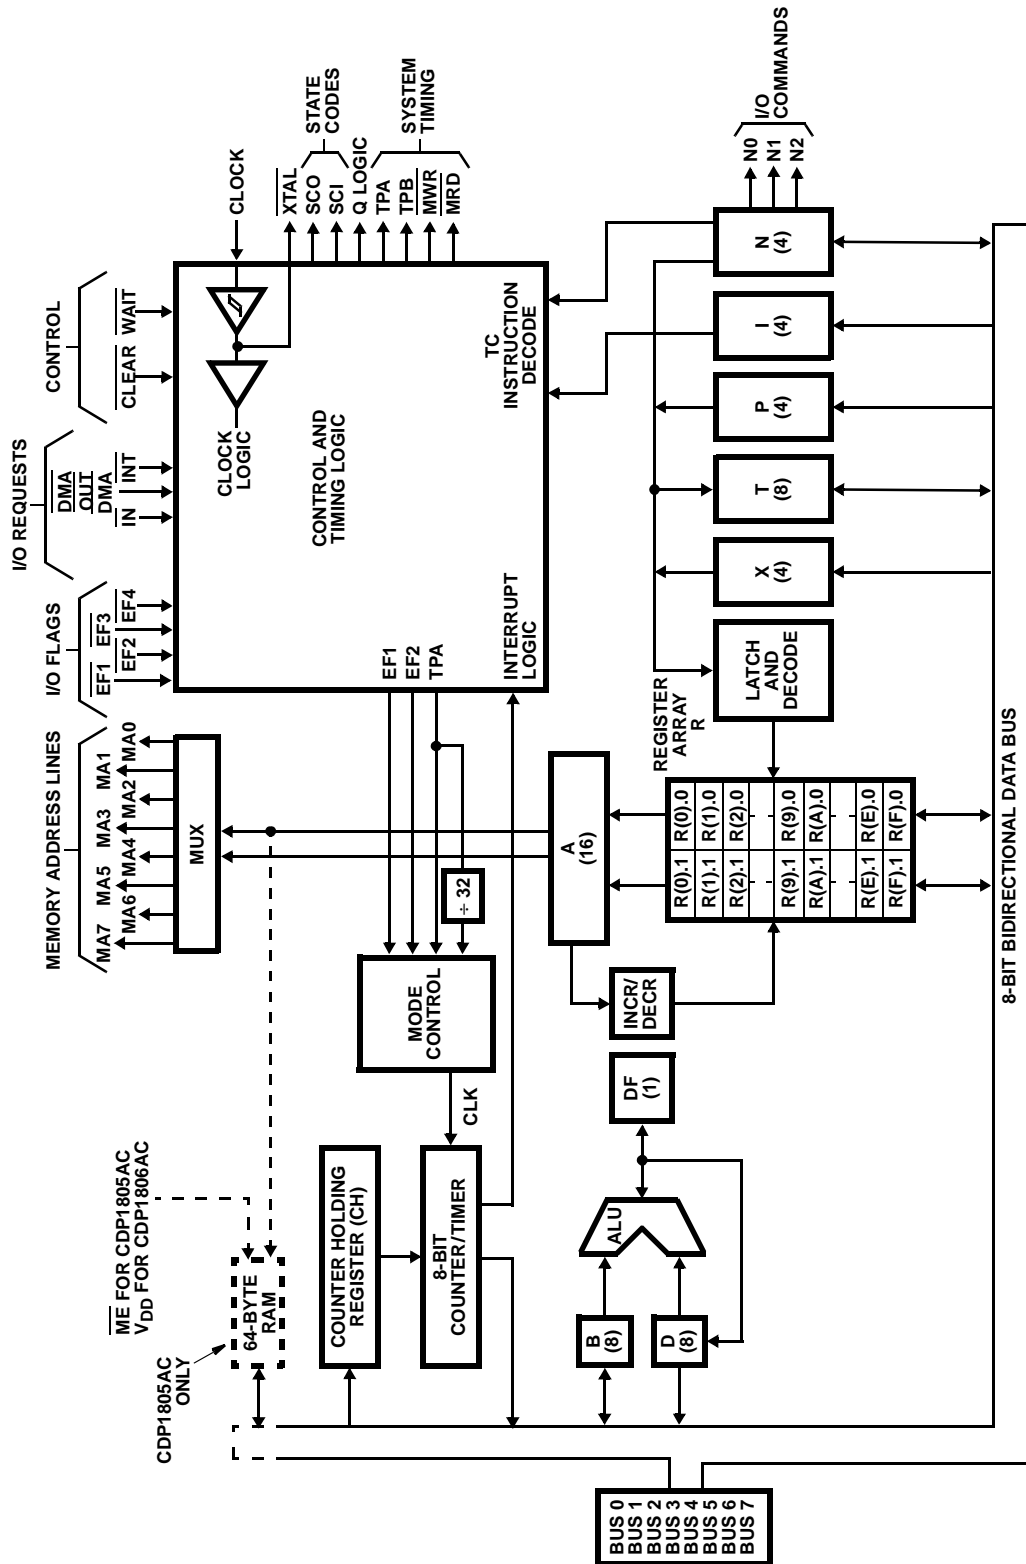 MEMORY ADDRESS LINES
MA7
MA6
MA5
MA4
MA3
MA2
MA1
MA0
MUX
I/O FLAGS
EF1
EF2
EF3
EF4
I/O REQUESTS
DMA
IN
DMA
OUT
INT
CONTROL
CLEAR
WAIT
CLOCK
XTAL
SCO
SCI
STATE
CODES
Q LOGIC
TPA
TPB
MWR
MRD
SYSTEM
TIMING
CLOCK
LOGIC
CONTROL AND
TIMING LOGIC
EF1
EF2
TPA
INTERRUPT
LOGIC
TC
INSTRUCTION
DECODE
ME FOR CDP1805AC
VDD FOR CDP1806AC
CDP1805AC
ONLY
64-BYTE
RAM
COUNTER HOLDING
REGISTER (CH)
8-BIT
COUNTER/TIMER
CLK
MODE
CONTROL
÷ 32
A
(16)
INCR/
DECR
DF
(1)
ALU
B
(8)
D
(8)
REGISTER
ARRAY
R
R(0).1
R(0).0
R(1).1
R(1).0
R(2).1
R(2).0
R(9).1
R(9).0
R(A).1
R(A).0
R(E).1
R(E).0
R(F).1
R(F).0
LATCH
AND
DECODE
X
(4)
T
(8)
P
(4)
I
(4)
N
(4)
N0
N1
N2
I/O
COMMANDS
8-BIT BIDIRECTIONAL DATA BUS
BUS 0
BUS 1
BUS 2
BUS 3
BUS 4
BUS 5
BUS 6
BUS 7